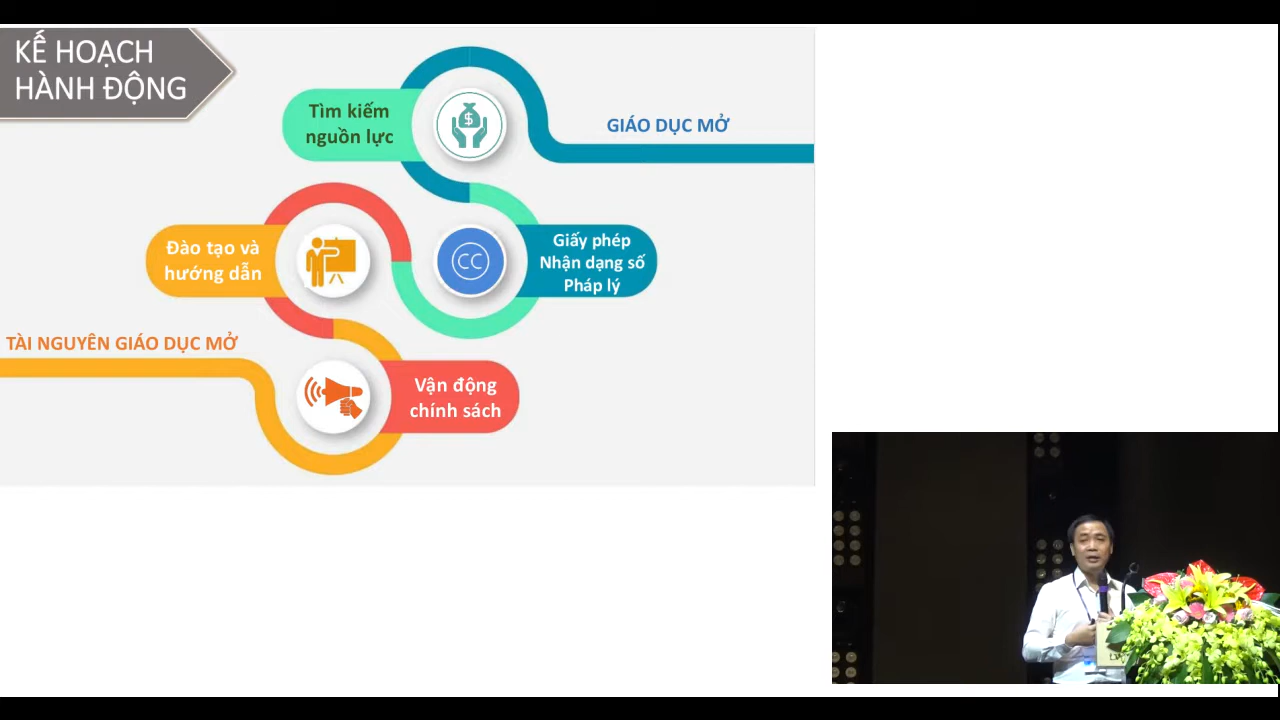 KẾ HOẠCH
HÀNH ĐỘNG
Tìm kiếm
nguồn lực
$
GIÁO DỤC MỞ
Đào tạo và
hướng dẫn
CC
Giấy phép
Nhận dạng số
Pháp lý
TÀI NGUYÊN GIÁO DỤC MỞ
Vận động
chính sách